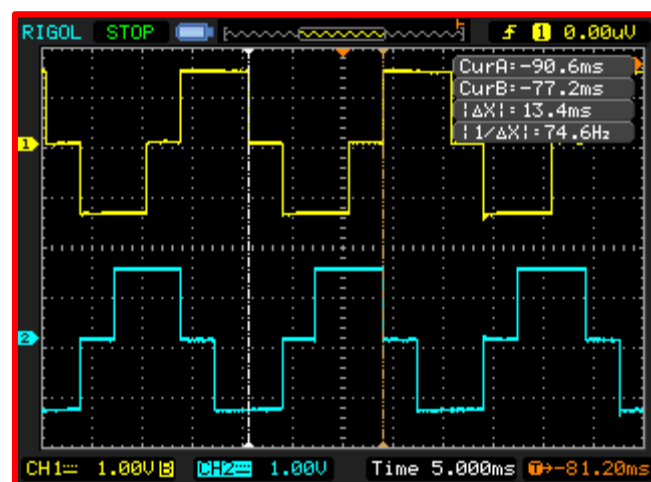 RIGOL STOP 1 0.00uV
CurA=-90.6ms
CurB=-77.2ms
|ΔX|=13.4ms
|1/ΔX|=74.6Hz
1
2
CH1 1.00V B CH2 1.00V Time 5.000ms T→-81.20ms